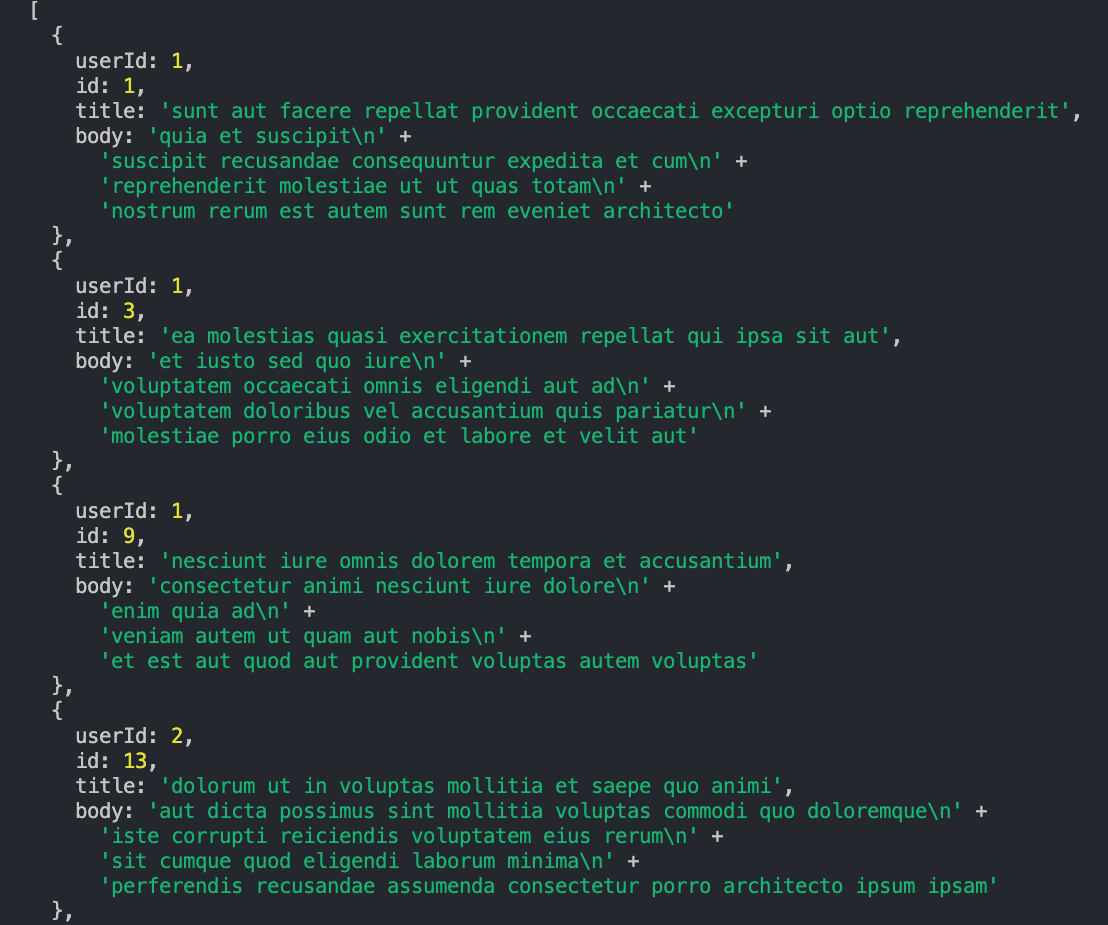 [
  {
    userId: 1,
    id: 1,
    title: 'sunt aut facere repellat provident occaecati excepturi optio reprehenderit',
    body: 'quia et suscipit\n' +
      'suscipit recusandae consequuntur expedita et cum\n' +
      'reprehenderit molestiae ut ut quas totam\n' +
      'nostrum rerum est autem sunt rem eveniet architecto'
  },
  {
    userId: 1,
    id: 3,
    title: 'ea molestias quasi exercitationem repellat qui ipsa sit aut',
    body: 'et iusto sed quo iure\n' +
      'voluptatem occaecati omnis eligendi aut ad\n' +
      'voluptatem doloribus vel accusantium quis pariatur\n' +
      'molestiae porro eius odio et labore et velit aut'
  },
  {
    userId: 1,
    id: 9,
    title: 'nesciunt iure omnis dolorem tempora et accusantium',
    body: 'consectetur animi nesciunt iure dolore\n' +
      'enim quia ad\n' +
      'veniam autem ut quam aut nobis\n' +
      'et est aut quod aut provident voluptas autem voluptas'
  },
  {
    userId: 2,
    id: 13,
    title: 'dolorum ut in voluptas mollitia et saepe quo animi',
    body: 'aut dicta possimus sint mollitia voluptas commodi quo doloremque\n' +
      'iste corrupti reiciendis voluptatem eius rerum\n' +
      'sit cumque quod eligendi laborum minima\n' +
      'perferendis recusandae assumenda consectetur porro architecto ipsum ipsam'
  },